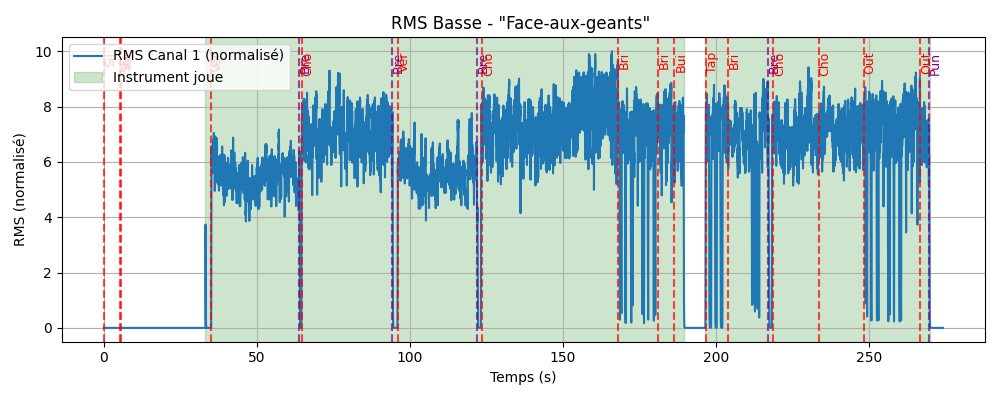 RMS Basse - "Face-aux-geants"
RMS Canal 1 (normalisé)
Instrument joue
Cho
Ver
Cho
Bri
Bri
Bui
Tap
Bri
Cho
Cho
Out
Out
Pun
RMS (normalisé)
10
8
6
4
2
0
0
50
100
150
200
250
Temps (s)